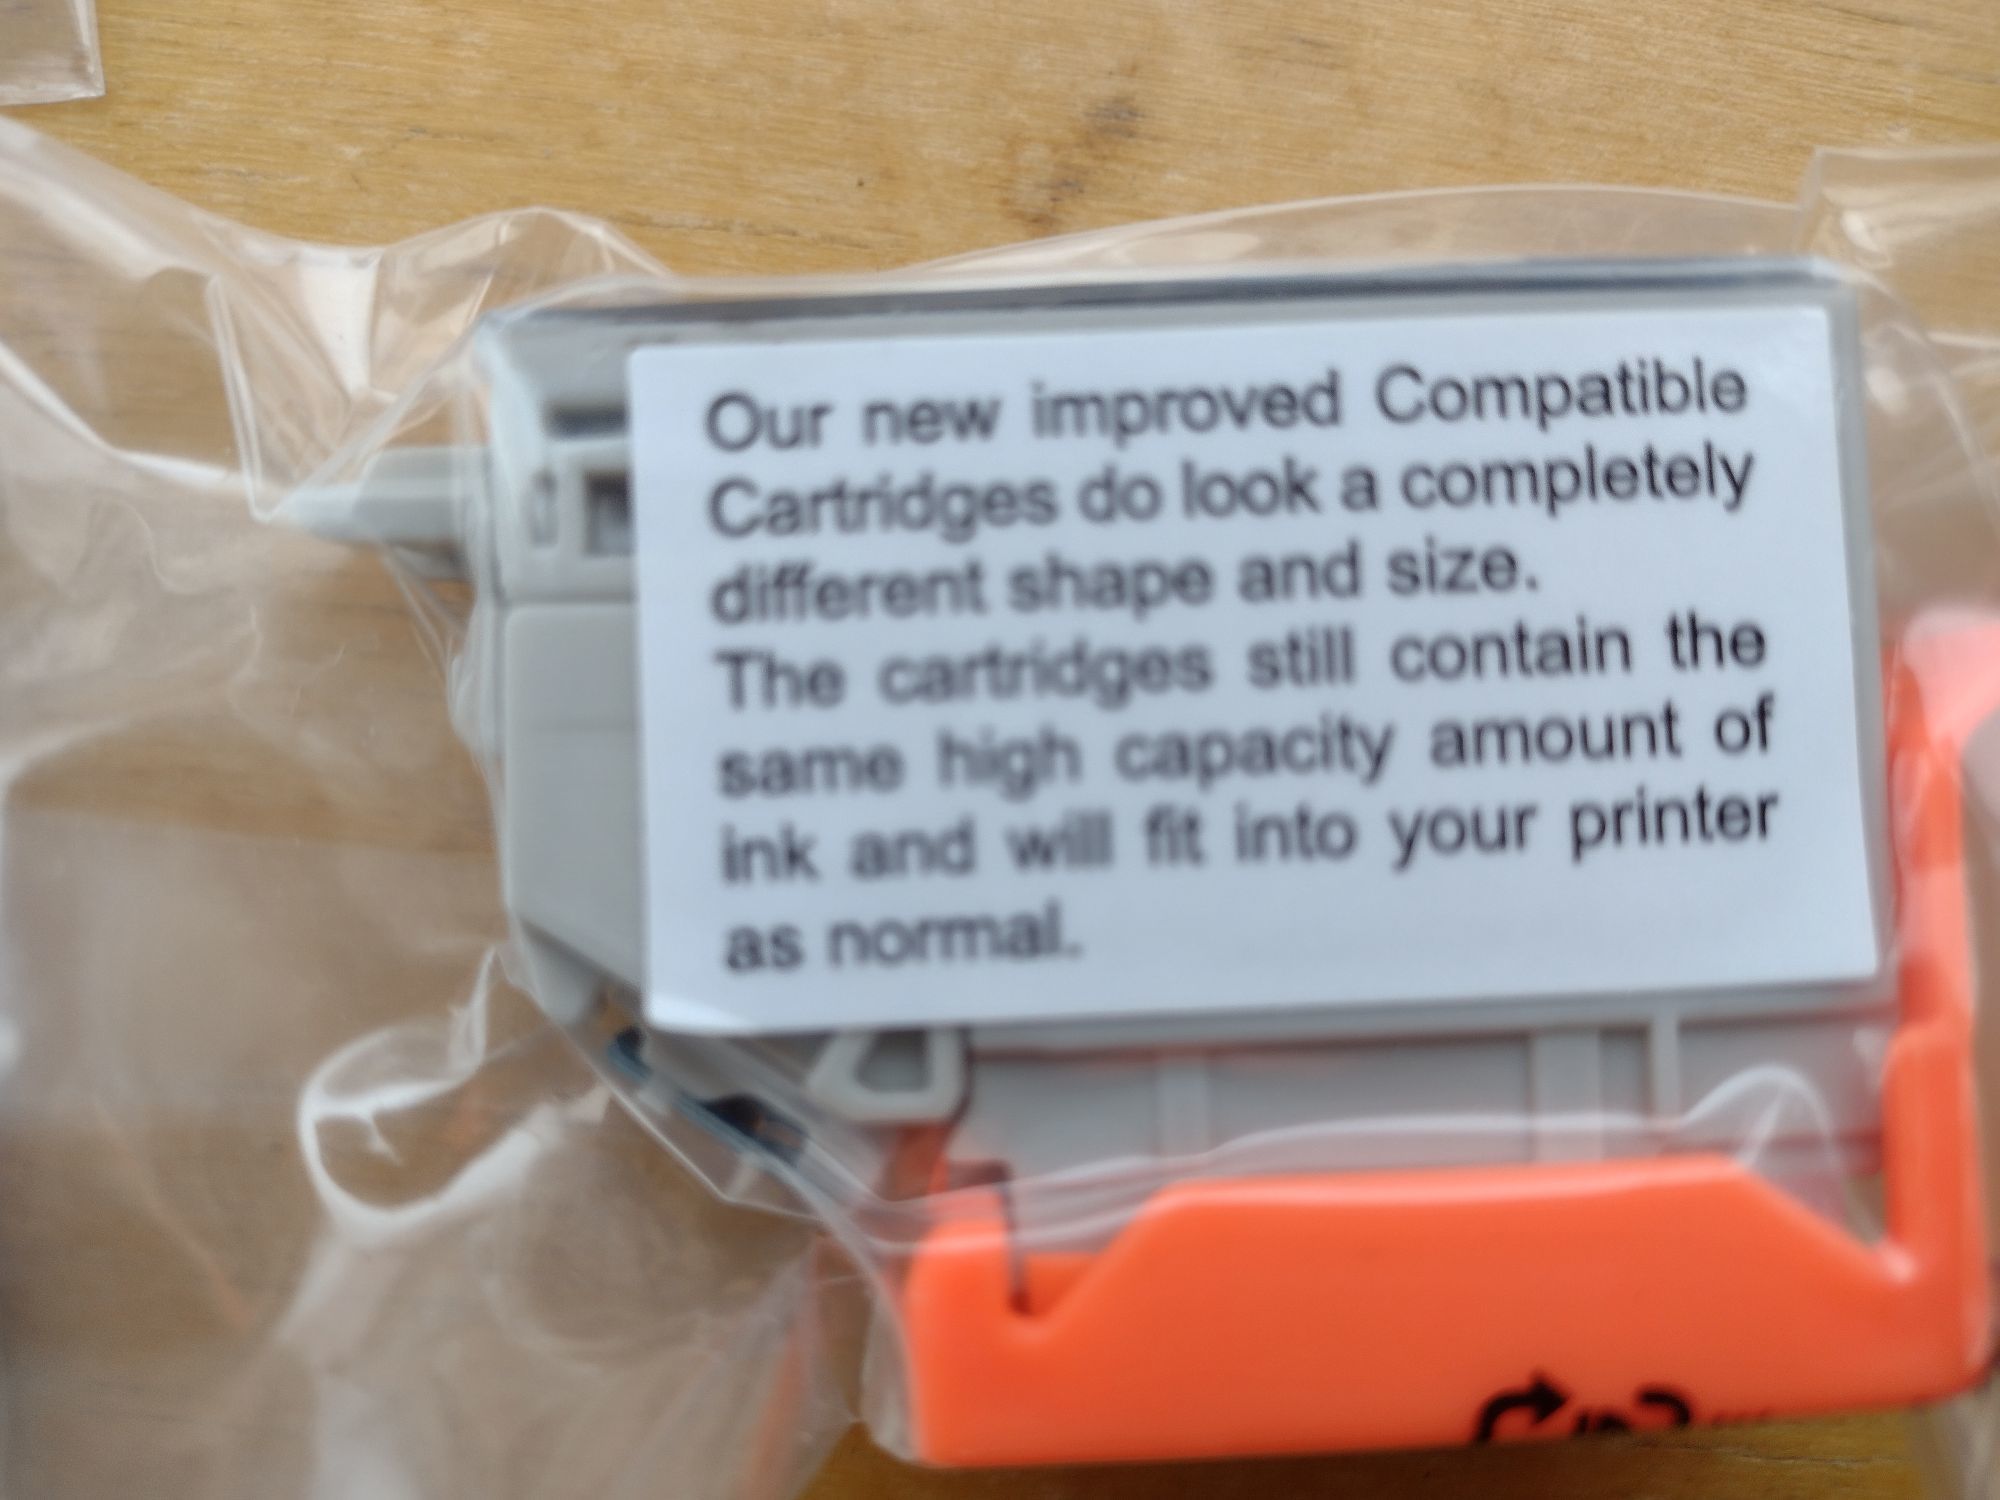 Our new improved Compatible
Cartridges do look a completely
different shape and size.
The cartridges still contain the
same high capacity amount of
ink and will fit into your printer
as normal.